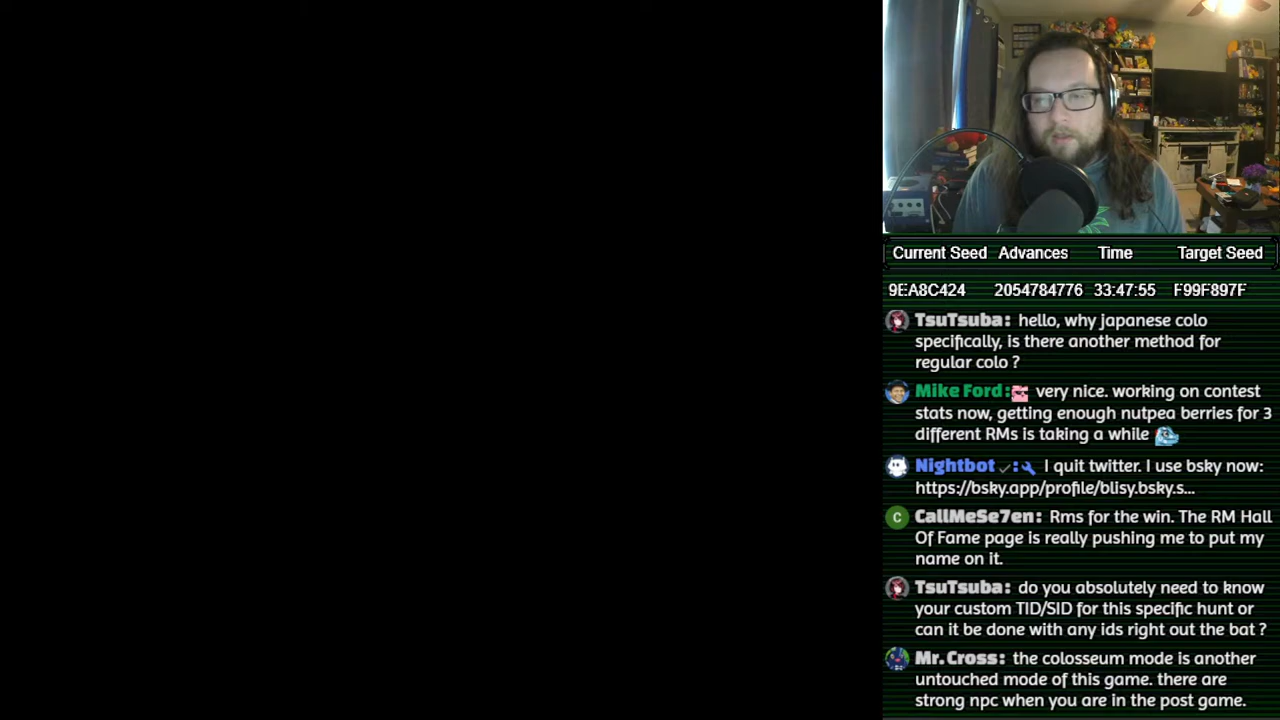 Current Seed Advances Time Target Seed
9EA8C424 2054784776 33:47:55 F99F897F
TsuTsuba: hello, why japanese colo
specifically, is there another method for
regular colo ?
Mike Ford: very nice. working on contest
stats now, getting enough nutpea berries for 3
different RMs is taking a while
Nightbot ✓: I quit twitter. I use bsky now:
https://bsky.app/profile/blisy.bsky.s...
C CallMeSe7en: Rms for the win. The RM Hall
Of Fame page is really pushing me to put my
name on it.
TsuTsuba: do you absolutely need to know
your custom TID/SID for this specific hunt or
can it be done with any ids right out the bat ?
Mr. Cross: the colosseum mode is another
untouched mode of this game. there are
strong npc when you are in the post game.